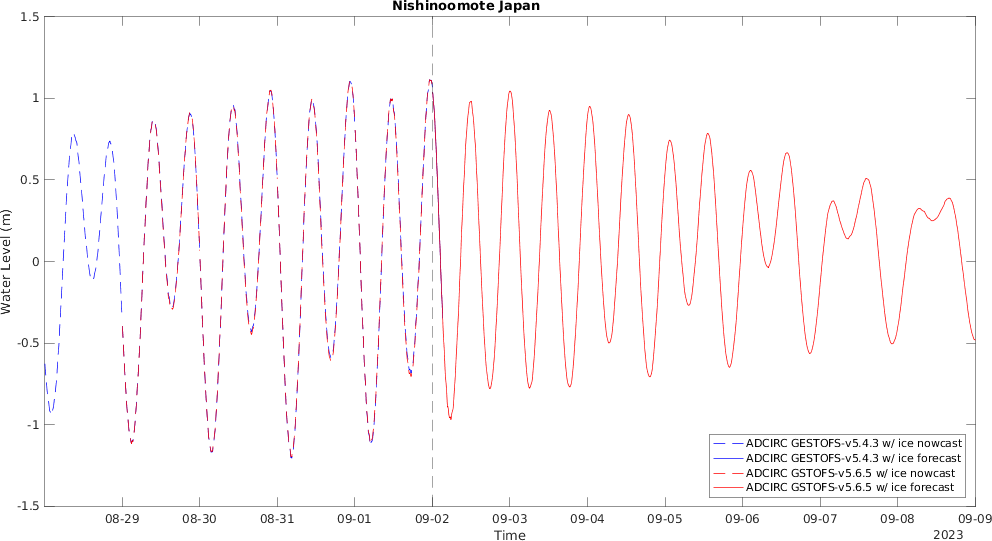 Nishinoomote Japan
1.5
1
0.5
0
-0.5
-1
-1.5
Water Level (m)
ADCIRC GESTOFS-v5.4.3 w/ ice nowcast
ADCIRC GESTOFS-v5.4.3 w/ ice forecast
ADCIRC GSTOFS-v5.6.5 w/ ice nowcast
ADCIRC GSTOFS-v5.6.5 w/ ice forecast
08-29 08-30 08-31 09-01 09-02 09-03 09-04 09-05 09-06 09-07 09-08 09-09
Time
2023